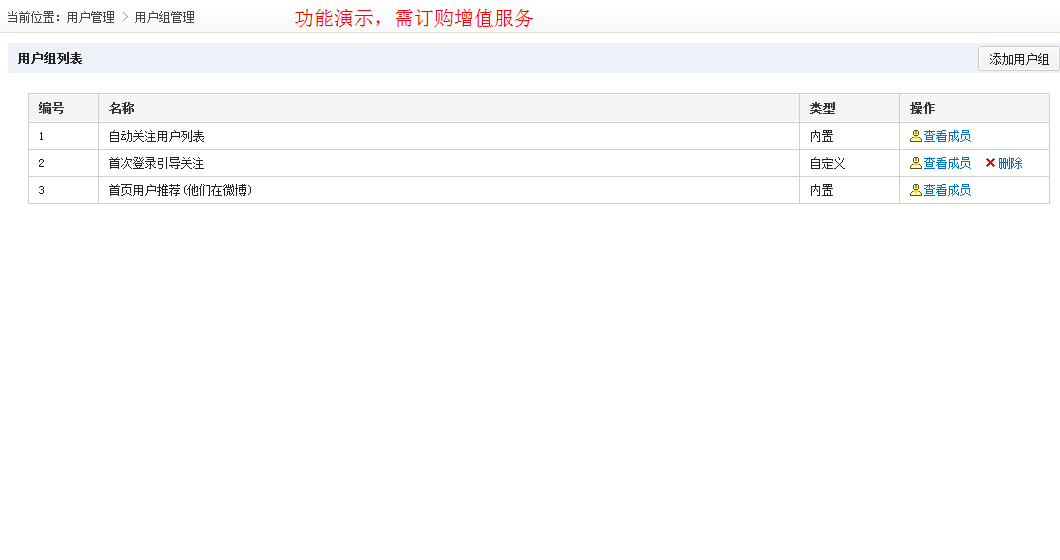 当前位置：用户管理 > 用户组管理 功能演示，需订购增值服务
用户组列表 添加用户组
编号 名称 类型 操作
1 自动关注用户列表 内置 查看成员
2 首次登录引导关注 自定义 查看成员 删除
3 首页用户推荐(他们在微博) 内置 查看成员